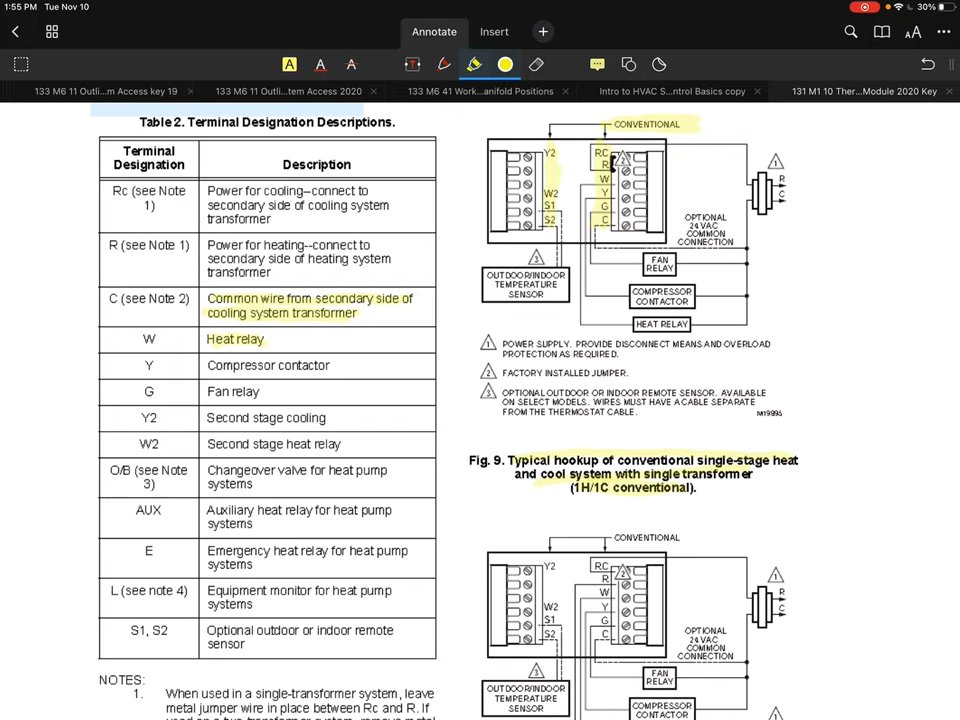 1:55 PM Tue Nov 10
30%
Annotate
Insert
133 M6 11 Outli...m Access key 19
133 M6 11 Outli...tem Access 2020
133 M6 41 Work...anifold Positions
Intro to HVAC S...ntrol Basics copy
131 M1 10 Ther...Module 2020 Key
Table 2. Terminal Designation Descriptions.
Terminal
Designation
Description
Rc (see Note
1)
Power for cooling–connect to
secondary side of cooling system
transformer
R (see Note 1)
Power for heating--connect to
secondary side of heating system
transformer
C (see Note 2)
Common wire from secondary side of
cooling system transformer
W
Heat relay
Y
Compressor contactor
G
Fan relay
Y2
Second stage cooling
W2
Second stage heat relay
O/B (see Note
3)
Changeover valve for heat pump
systems
AUX
Auxiliary heat relay for heat pump
systems
E
Emergency heat relay for heat pump
systems
L (see note 4)
Equipment monitor for heat pump
systems
S1, S2
Optional outdoor or indoor remote
sensor
NOTES:
1. When used in a single-transformer system, leave
metal jumper wire in place between Rc and R. If
CONVENTIONAL
Y2
W2
S1
S2
RC
R
W
Y
G
C
2
1
R
C
OPTIONAL
24 VAC
COMMON
CONNECTION
3
OUTDOOR/INDOOR
TEMPERATURE
SENSOR
FAN
RELAY
COMPRESSOR
CONTACTOR
HEAT RELAY
1 POWER SUPPLY. PROVIDE DISCONNECT MEANS AND OVERLOAD
PROTECTION AS REQUIRED.
2 FACTORY INSTALLED JUMPER.
3 OPTIONAL OUTDOOR OR INDOOR REMOTE SENSOR. AVAILABLE
ON SELECT MODELS. WIRES MUST HAVE A CABLE SEPARATE
FROM THE THERMOSTAT CABLE.
Fig. 9. Typical hookup of conventional single-stage heat
and cool system with single transformer
(1H/1C conventional).
CONVENTIONAL
Y2
W2
S1
S2
RC
R
W
Y
G
C
2
1
R
C
OPTIONAL
24 VAC
COMMON
CONNECTION
3
OUTDOOR/INDOOR
TEMPERATURE
SENSOR
FAN
RELAY
COMPRESSOR
CONTACTOR